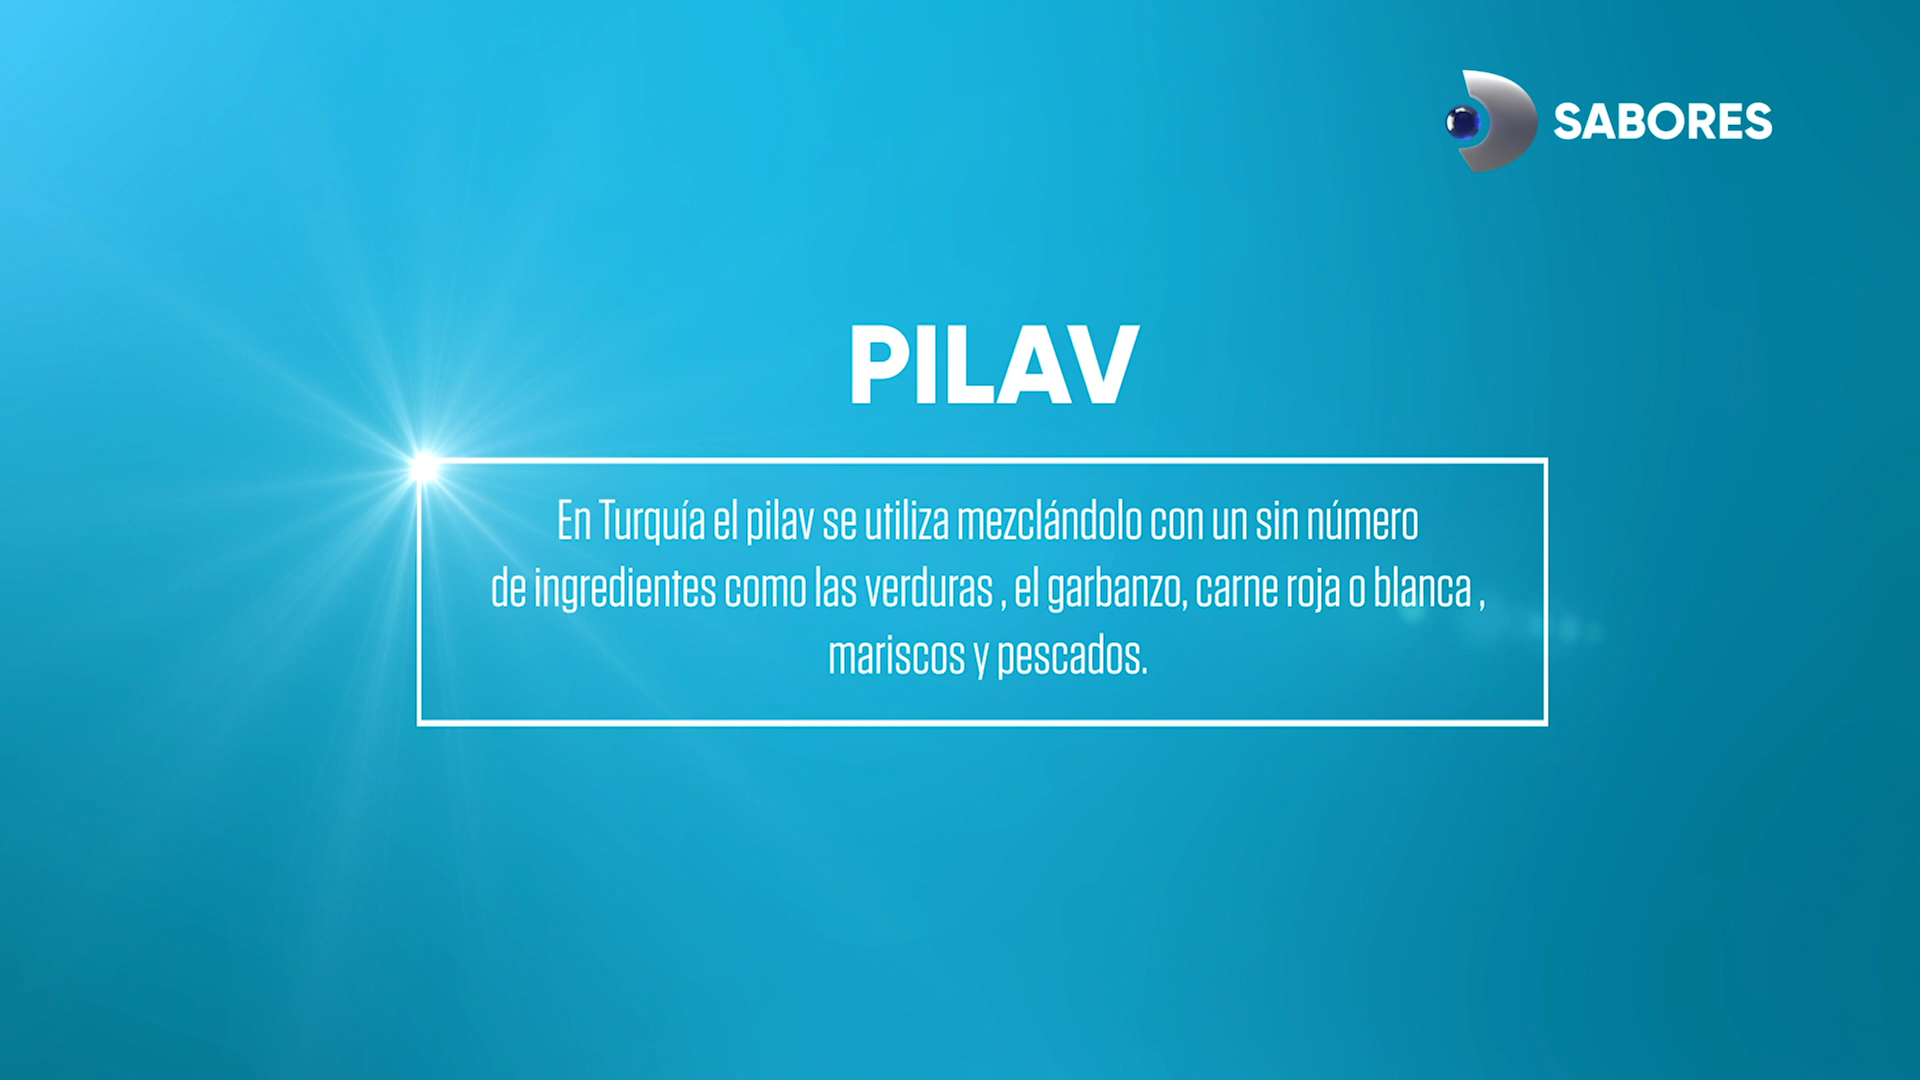 SABORES
PILAV
En Turquía el pilav se utiliza mezclándolo con un sin número
de ingredientes como las verduras , el garbanzo, carne roja o blanca ,
mariscos y pescados.